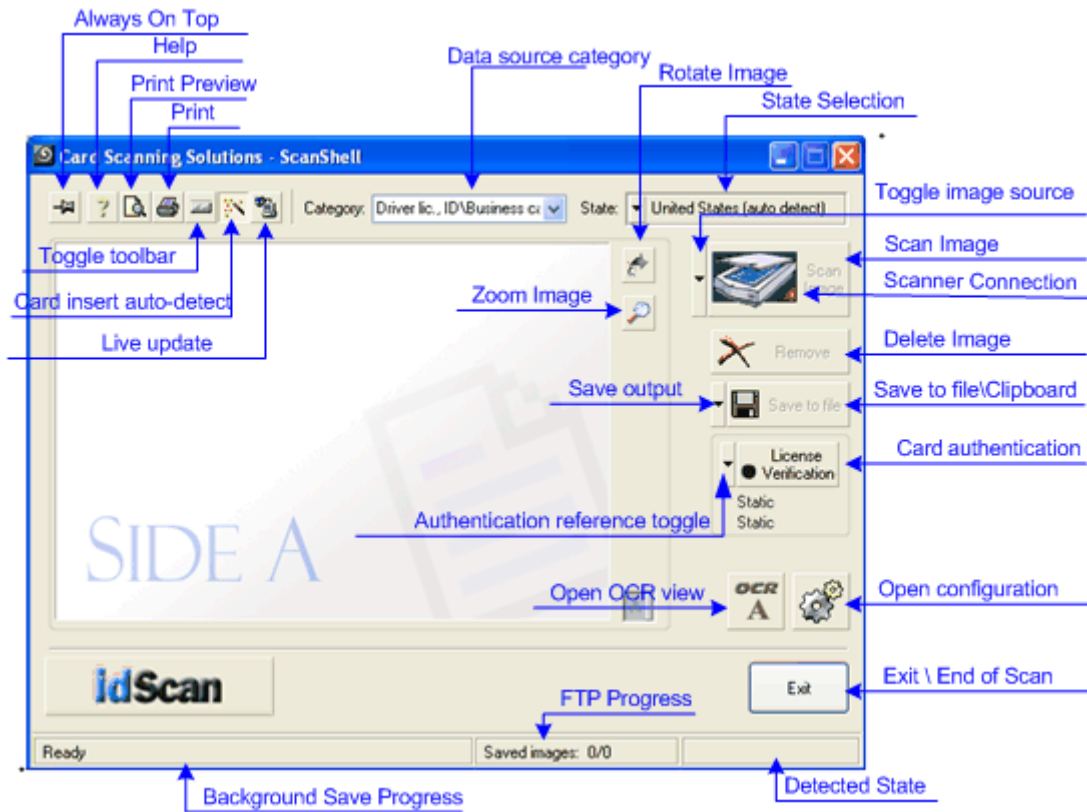 Always On Top
Help
Print Preview
Print
Data source category
Rotate Image
State Selection
Card Scanning Solutions - ScanShell
Category: Driver lic., ID\Business ca State: United States (auto detect)
Toggle image source
Toggle toolbar
Card insert auto-detect
Live update
Zoom Image
Scan Image
Scan Image
Scanner Connection
Remove
Delete Image
Save output
Save to file
Save to file\Clipboard
License Verification
Card authentication
Static
Static
Authentication reference toggle
SIDE A
Open OCR view
OCR
A
Open configuration
idScan
Exit
Exit \ End of Scan
FTP Progress
Ready
Saved images: 0/0
Background Save Progress
Detected State